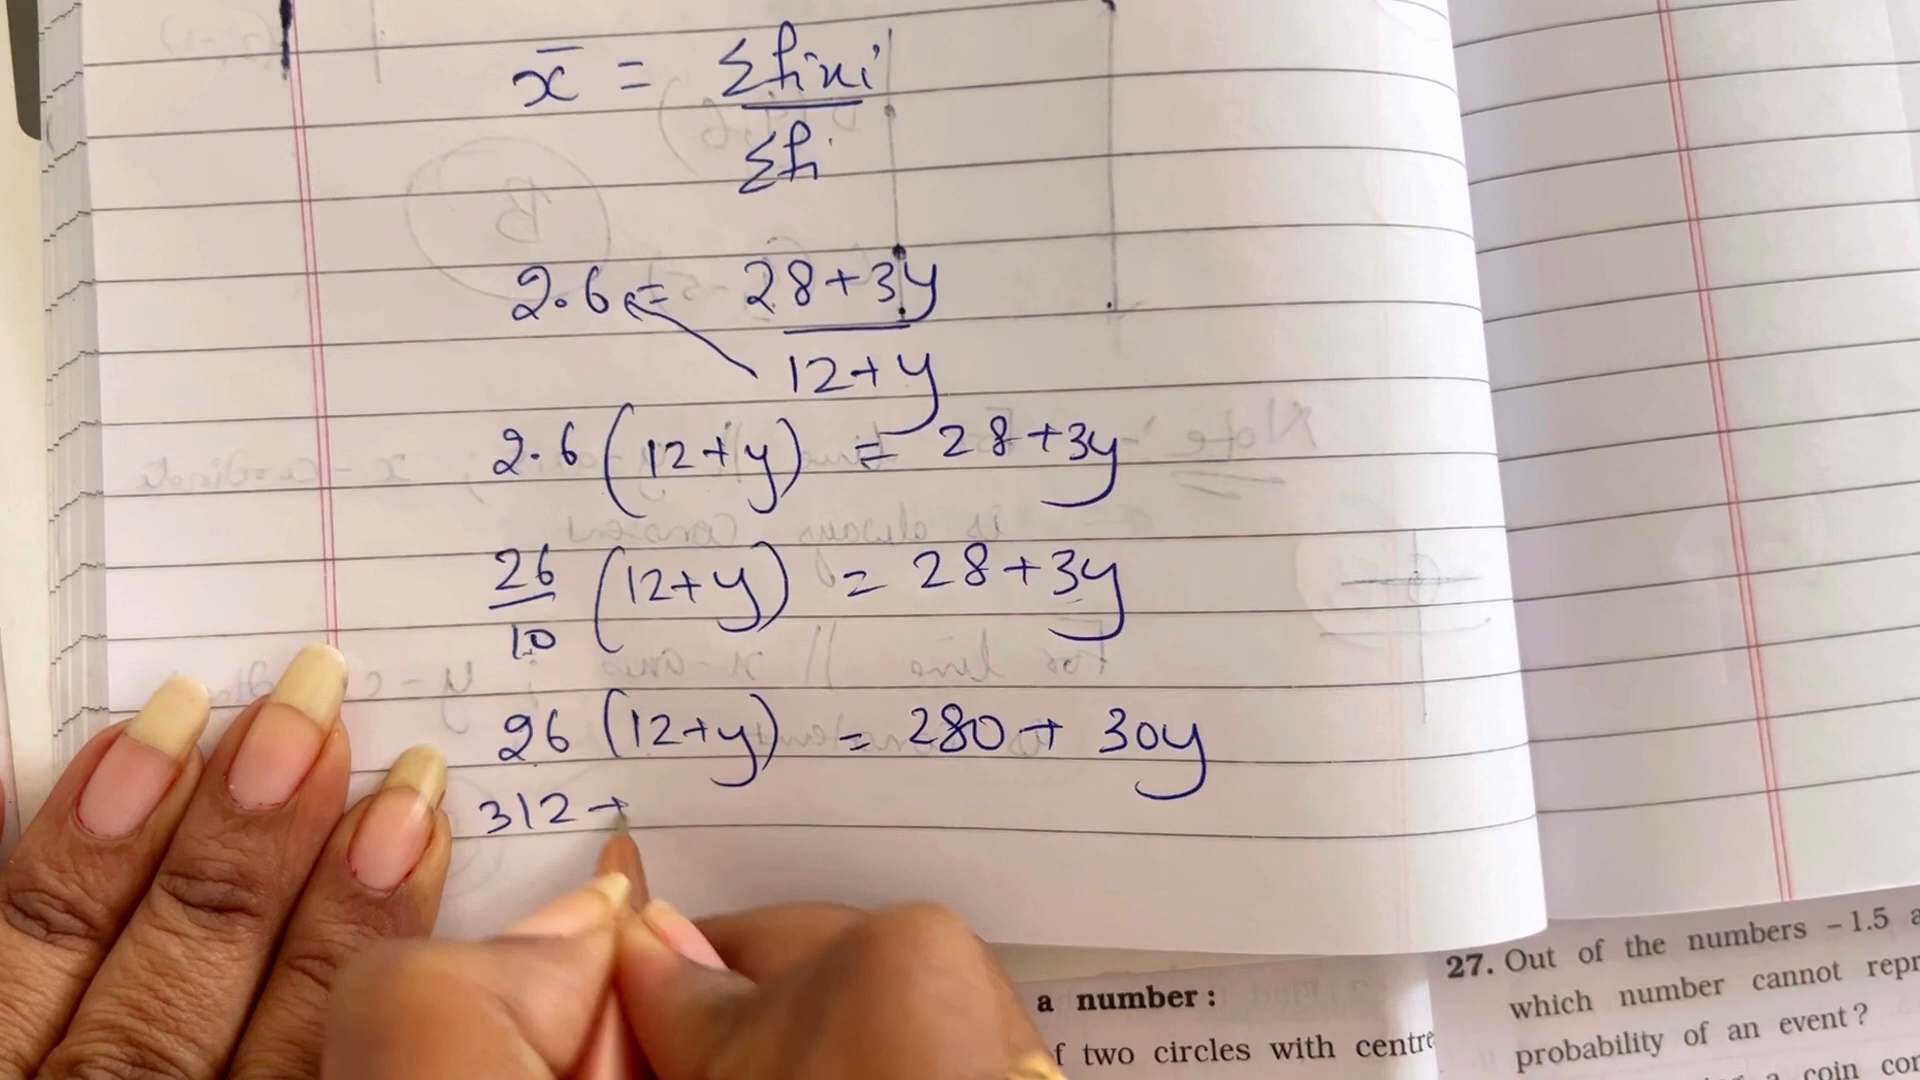 x̄ = Σfixi
Σfi
2.6 = 28+3y
12+y
2.6 (12+y) = 28+3y
26 (12+y) = 28+3y
10
26 (12+y) = 280+ 30y
312 +
a number :
f two circles with centre
27. Out of the numbers – 1.5
which number cannot repr
probability of an event ?
a coin